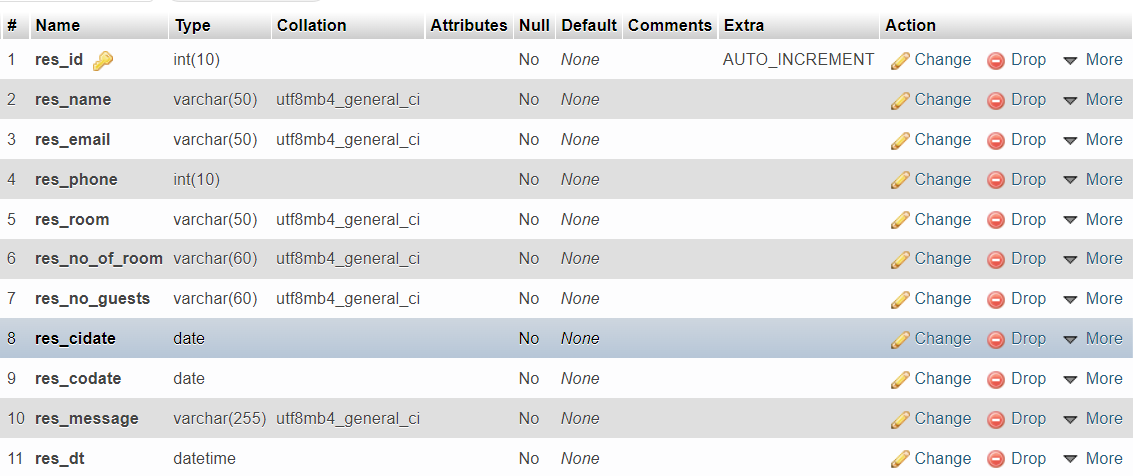 # Name Type Collation Attributes Null Default Comments Extra Action
1 res_id int(10) No None AUTO_INCREMENT Change Drop More
2 res_name varchar(50) utf8mb4_general_ci No None Change Drop More
3 res_email varchar(50) utf8mb4_general_ci No None Change Drop More
4 res_phone int(10) No None Change Drop More
5 res_room varchar(50) utf8mb4_general_ci No None Change Drop More
6 res_no_of_room varchar(60) utf8mb4_general_ci No None Change Drop More
7 res_no_guests varchar(60) utf8mb4_general_ci No None Change Drop More
8 res_cidate date No None Change Drop More
9 res_codate date No None Change Drop More
10 res_message varchar(255) utf8mb4_general_ci No None Change Drop More
11 res_dt datetime No None Change Drop More